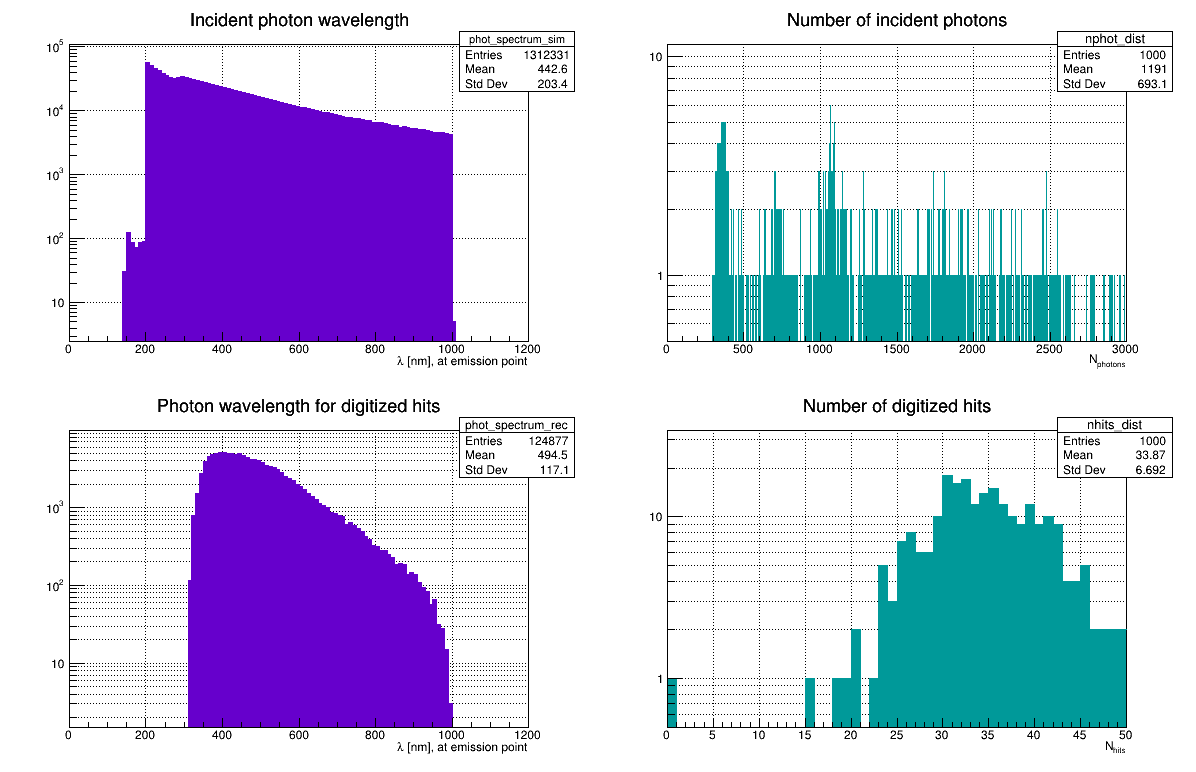 Incident photon wavelength
phot_spectrum_sim
Entries 1312331
Mean 442.6
Std Dev 203.4
10^5
10^4
10^3
10^2
10
0 200 400 600 800 1000 1200
λ [nm], at emission point
Number of incident photons
nphot_dist
Entries 1000
Mean 1191
Std Dev 693.1
10
1
0 500 1000 1500 2000 2500 3000
N_photons
Photon wavelength for digitized hits
phot_spectrum_rec
Entries 124877
Mean 494.5
Std Dev 117.1
10^3
10^2
10
0 200 400 600 800 1000 1200
λ [nm], at emission point
Number of digitized hits
nhits_dist
Entries 1000
Mean 33.87
Std Dev 6.692
10
1
0 5 10 15 20 25 30 35 40 45 50
N_hits